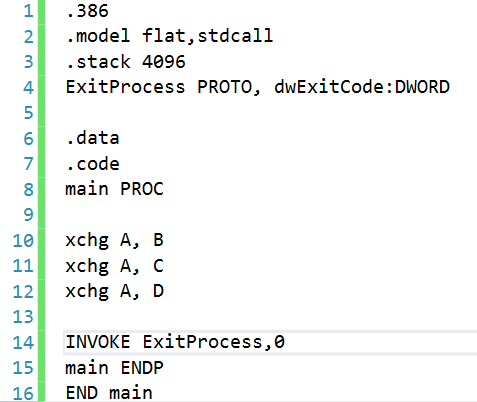 1 .386
2 .model flat,stdcall
3 .stack 4096
4 ExitProcess PROTO, dwExitCode:DWORD
5
6 .data
7 .code
8 main PROC
9
10 xchg A, B
11 xchg A, C
12 xchg A, D
13
14 INVOKE ExitProcess,0
15 main ENDP
16 END main